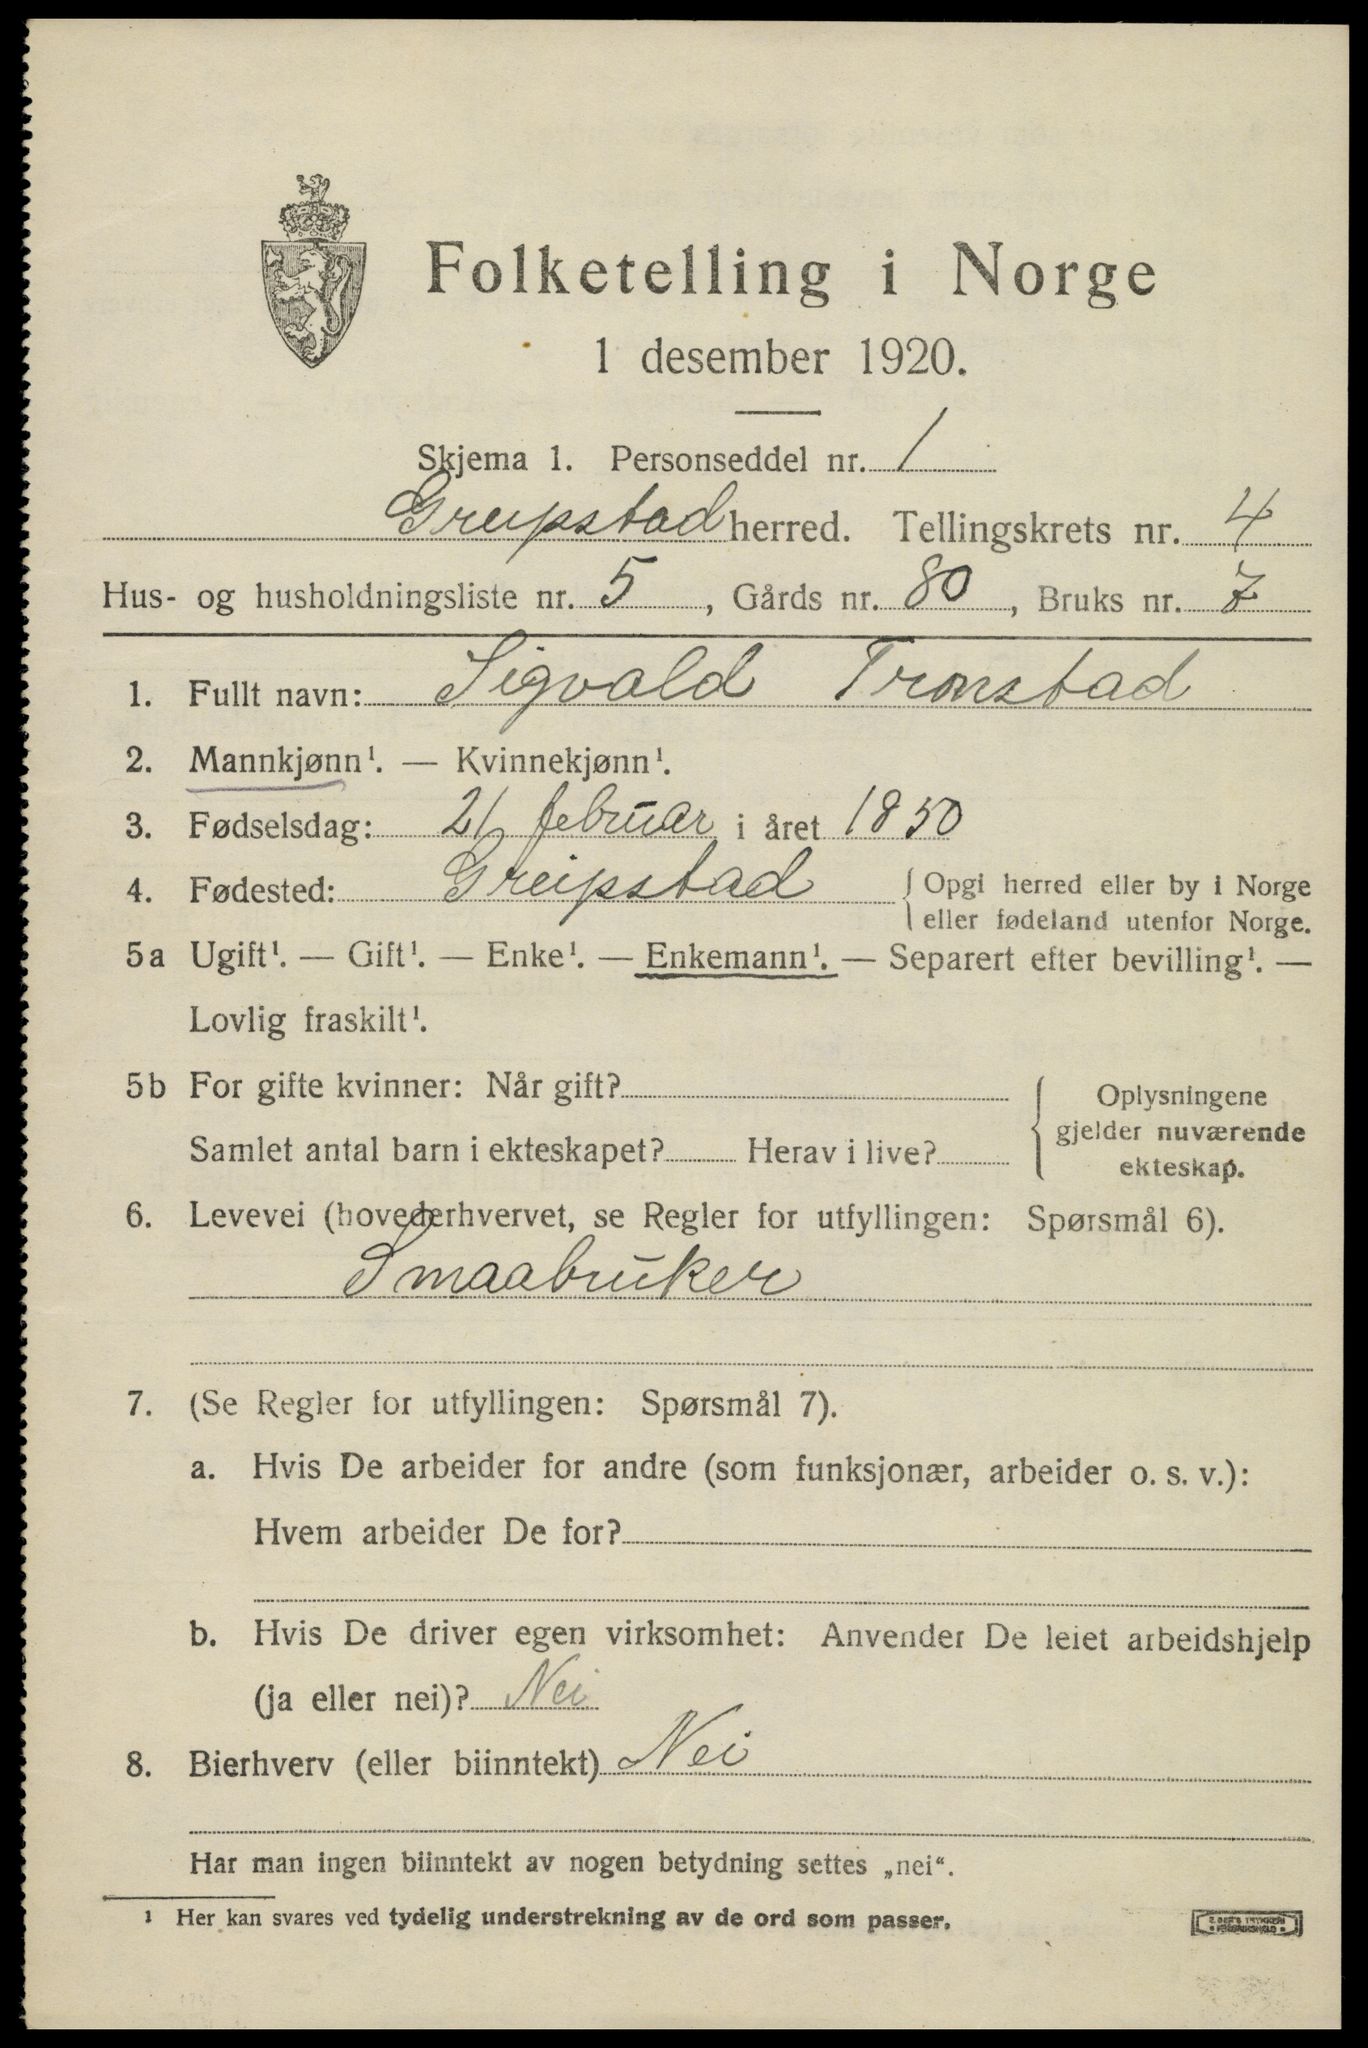 Folketelling i Norge
1 desember 1920.
Skjema 1. Personseddel nr. 1
Greipstad herred. Tellingskrets nr. 4
Hus- og husholdningsliste nr. 5, Gårds nr. 80, Bruks nr. 7
1. Fullt navn: Sigvald Tronstad
2. Mannkjønn¹. — Kvinnekjønn¹.
3. Fødselsdag: 21 februar i året 1850
4. Fødested: Greipstad { Opgi herred eller by i Norge
eller fødeland utenfor Norge.
5a Ugift¹. — Gift¹. — Enke¹. — Enkemann¹. — Separert efter bevilling¹. —
Lovlig fraskilt¹.
5b For gifte kvinner: Når gift?
Samlet antal barn i ekteskapet? Herav i live?
{ Oplysningene
gjelder nuværende
ekteskap.
6. Levevei (hovederhvervet, se Regler for utfyllingen: Spørsmål 6).
Smaabruker
7. (Se Regler for utfyllingen: Spørsmål 7).
a. Hvis De arbeider for andre (som funksjonær, arbeider o. s. v.):
Hvem arbeider De for?
b. Hvis De driver egen virksomhet: Anvender De leiet arbeidshjelp
(ja eller nei)? Nei
8. Bierhverv (eller biinntekt) Nei
Har man ingen biinntekt av nogen betydning settes „nei“.
¹ Her kan svares ved tydelig understrekning av de ord som passer.